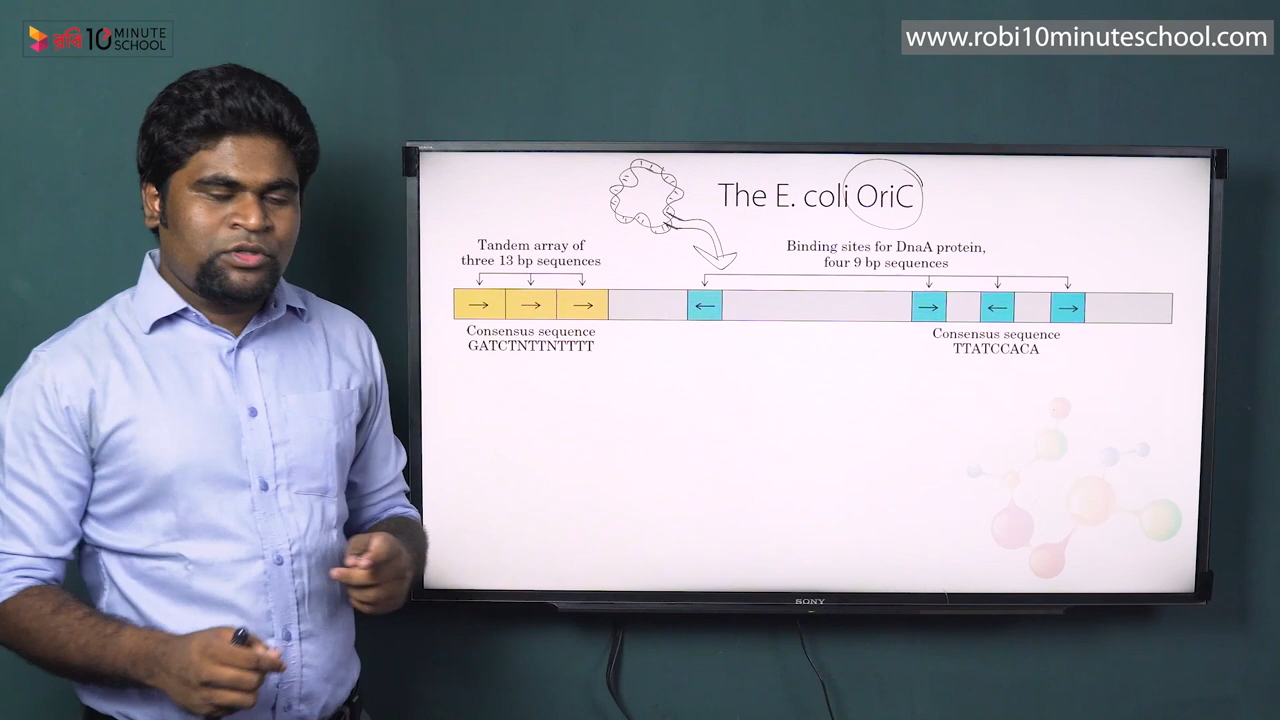 রবি 10 MINUTE SCHOOL
www.robi10minuteschool.com
The E. coli OriC
Tandem array of
three 13 bp sequences
Binding sites for DnaA protein,
four 9 bp sequences
Consensus sequence
GATCTNTTNTTTT
Consensus sequence
TTATCCACA
SONY